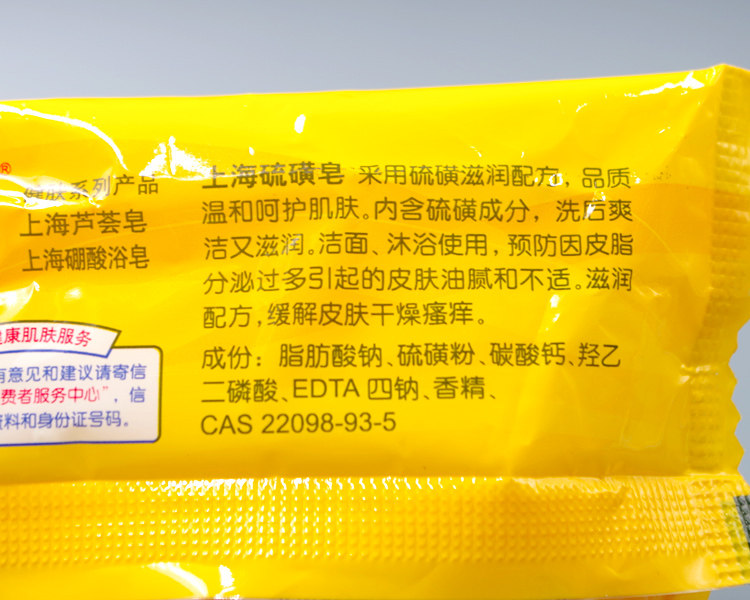 ®
健肤系列产品
上海芦荟皂
上海硼酸浴皂
康肌肤服务
意见和建议请寄信
费者服务中心”，信
料和身份证号码。
上海硫磺皂 采用硫磺滋润配方，品质
温和呵护肌肤。内含硫磺成分，洗后爽
洁又滋润。洁面、沐浴使用，预防因皮脂
分泌过多引起的皮肤油腻和不适。滋润
配方，缓解皮肤干燥瘙痒。
成份：脂肪酸钠、硫磺粉、碳酸钙、羟乙
二磷酸、EDTA 四钠、香精、
CAS 22098-93-5